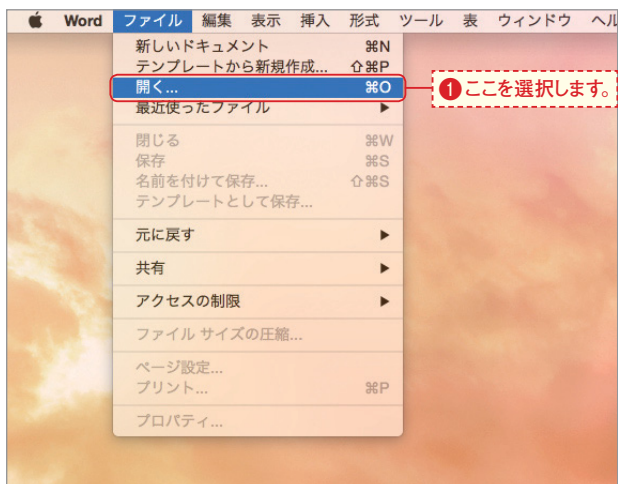 Word ファイル 編集 表示 挿入 形式 ツール 表 ウィンドウ ヘル
新しいドキュメント ⌘N
テンプレートから新規作成... ⇧⌘P
開く... ⌘O
❶ここを選択します。
最近使ったファイル ▶
閉じる ⌘W
保存 ⌘S
名前を付けて保存... ⇧⌘S
テンプレートとして保存...
元に戻す ▶
共有 ▶
アクセスの制限 ▶
ファイル サイズの圧縮...
ページ設定...
プリント... ⌘P
プロパティ...